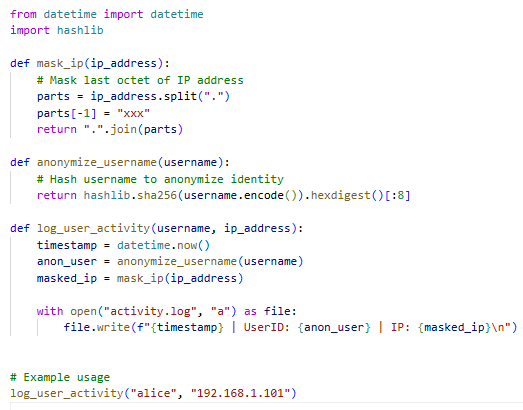 from datetime import datetime
import hashlib

def mask_ip(ip_address):
    # Mask last octet of IP address
    parts = ip_address.split(".")
    parts[-1] = "xxx"
    return ".".join(parts)

def anonymize_username(username):
    # Hash username to anonymize identity
    return hashlib.sha256(username.encode()).hexdigest()[:8]

def log_user_activity(username, ip_address):
    timestamp = datetime.now()
    anon_user = anonymize_username(username)
    masked_ip = mask_ip(ip_address)

    with open("activity.log", "a") as file:
        file.write(f"{timestamp} | UserID: {anon_user} | IP: {masked_ip}\n")


# Example usage
log_user_activity("alice", "192.168.1.101")